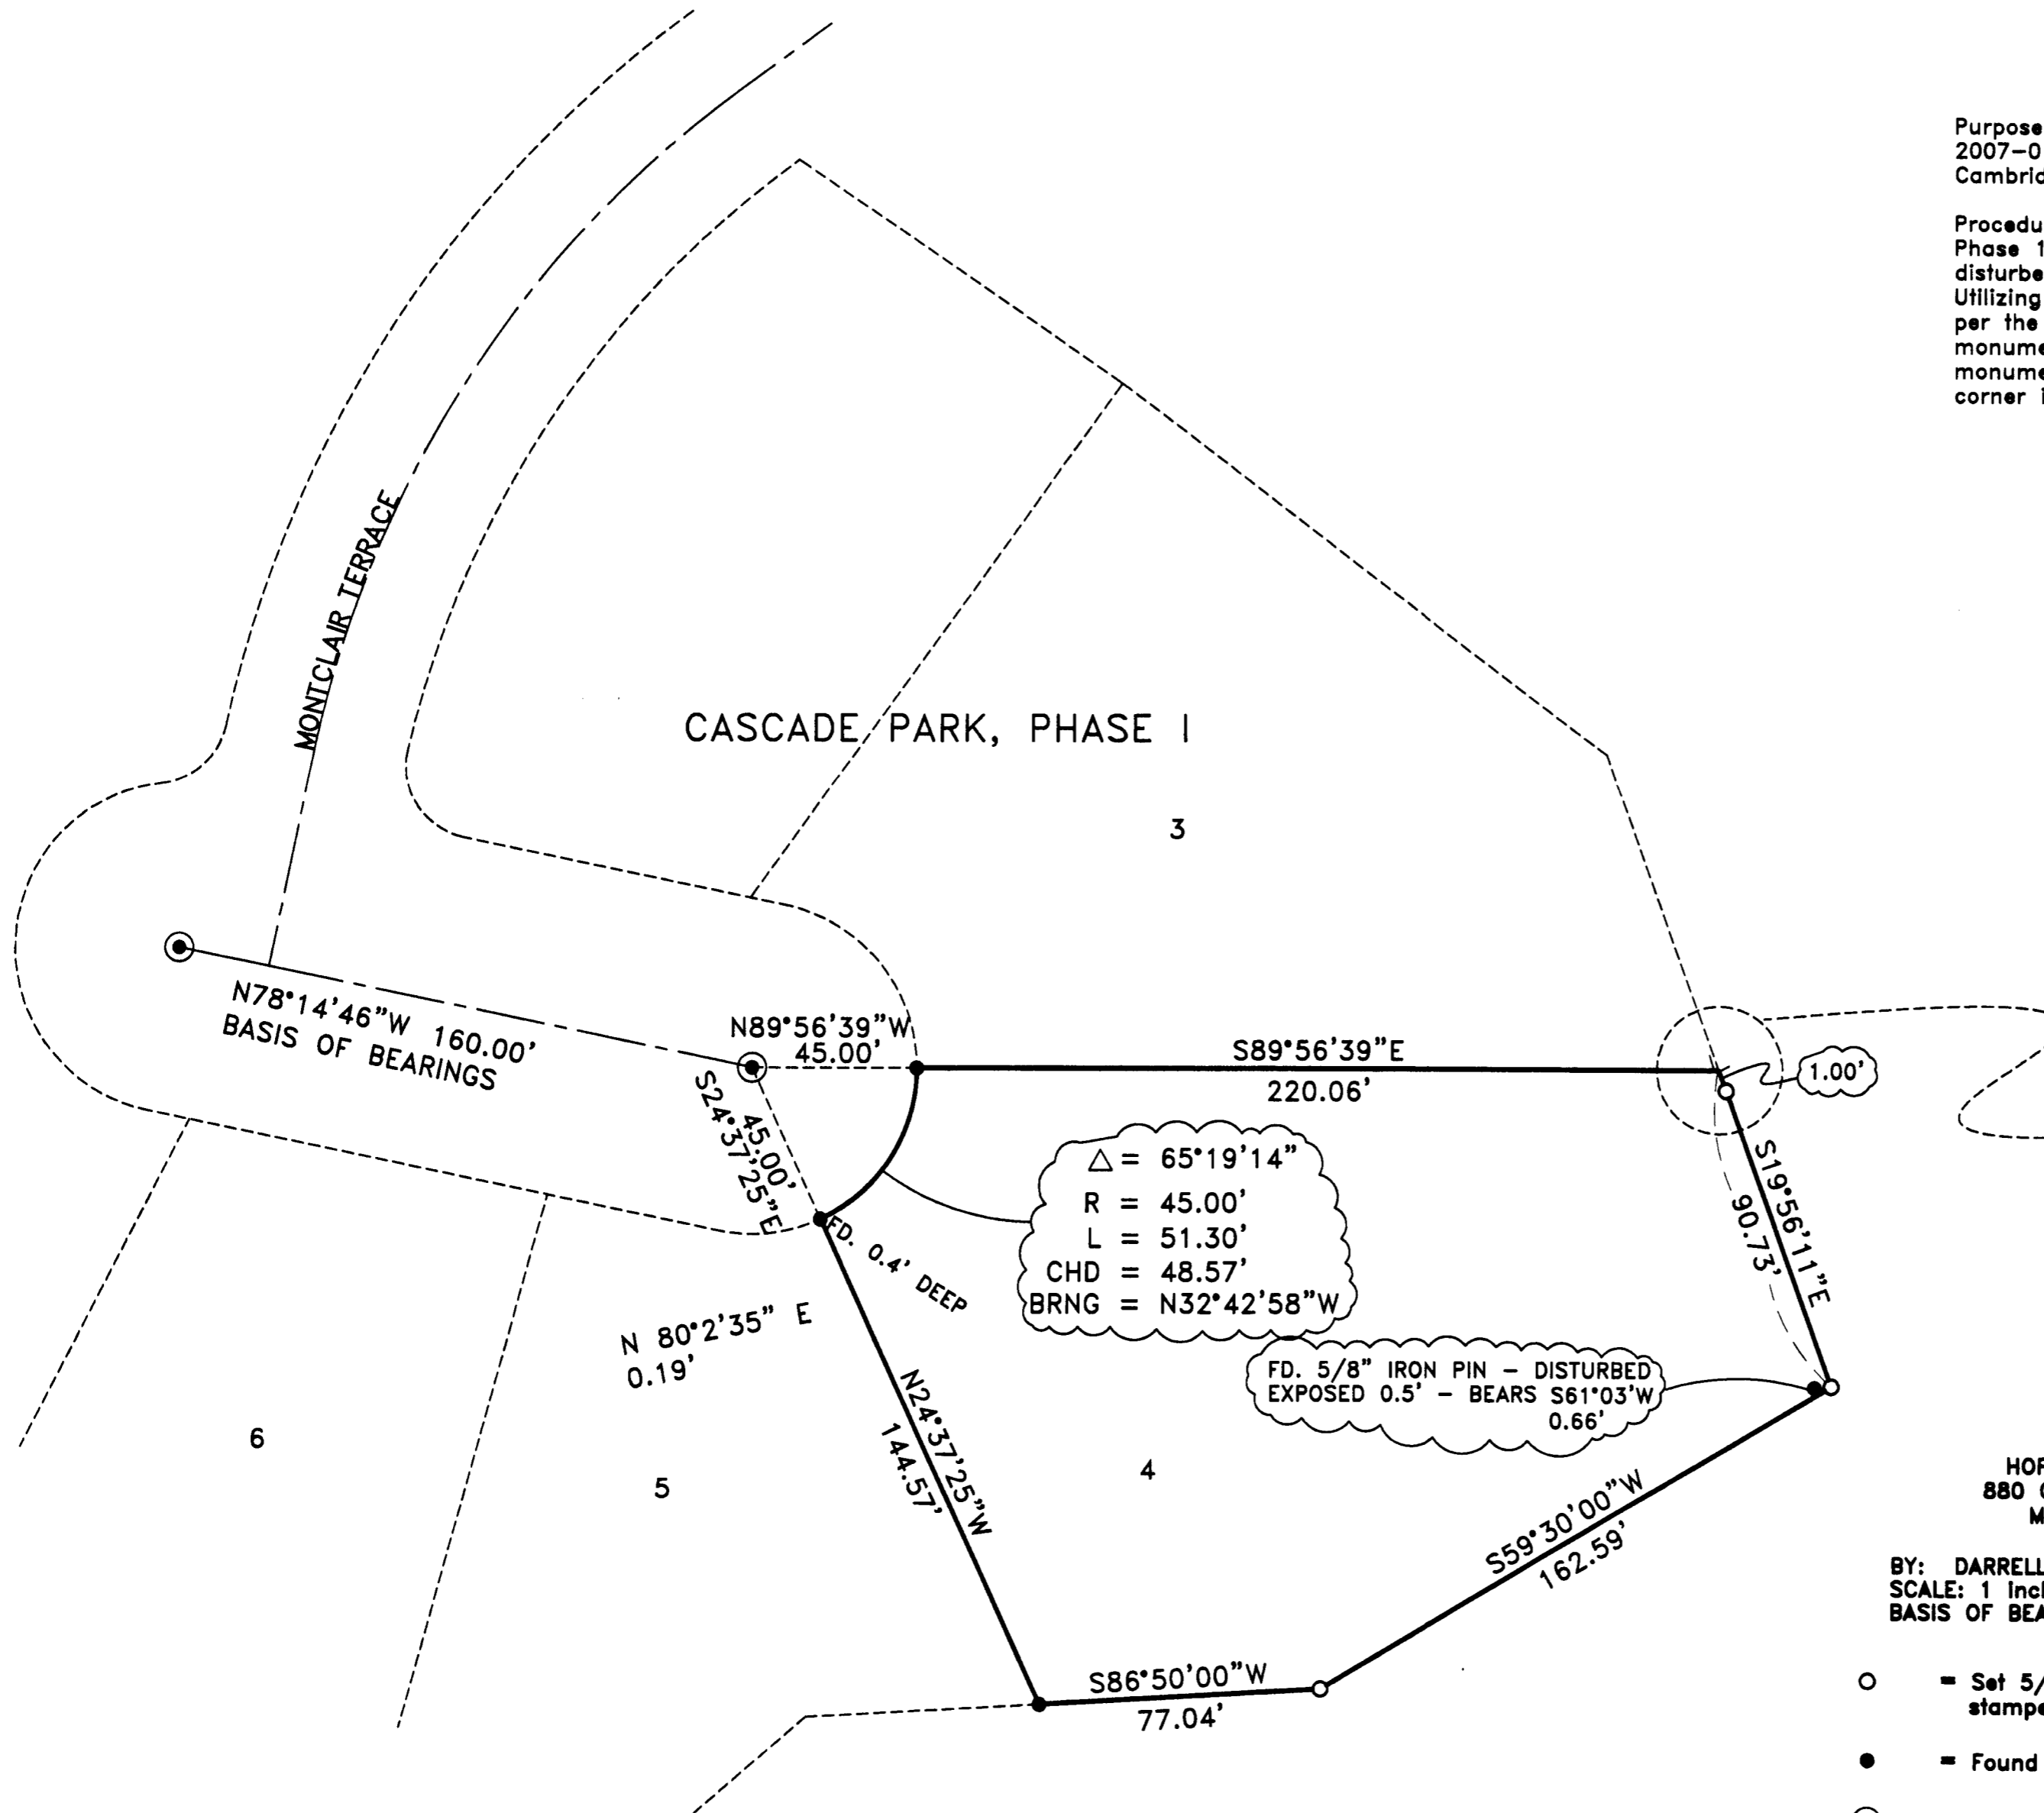 Purpose
2007-0
Cambrid
Procedu
Phase 1
disturbe
Utilizing
per the
monume
monume
corner i
MONTCLAIR TERRACE
CASCADE PARK, PHASE I
3
N78°14'46"W 160.00'
BASIS OF BEARINGS
N89°56'39"W
45.00'
S89°56'39"E
220.06'
1.00'
45.00'
S24°37'25"E
△ = 65°19'14"
R = 45.00'
L = 51.30'
CHD = 48.57'
BRNG = N32°42'58"W
S19°56'11"E
90.73'
FD. 0.4' DEEP
N 80°2'35" E
0.19'
FD. 5/8" IRON PIN – DISTURBED
EXPOSED 0.5' – BEARS S61°03'W
0.66'
N24°37'25"W
144.57'
6
5
4
S59°30'00"W
162.59'
S86°50'00"W
77.04'
HOF
880 
M
BY: DARRELL
SCALE: 1 inc
BASIS OF BEA
= Set 5/
stampe
= Found